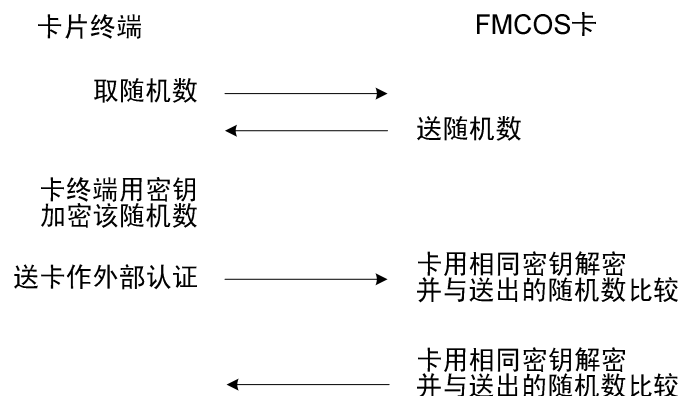 卡片终端
FMCOS卡
取随机数
送随机数
卡终端用密钥
加密该随机数
送卡作外部认证
卡用相同密钥解密
并与送出的随机数比较
卡用相同密钥解密
并与送出的随机数比较